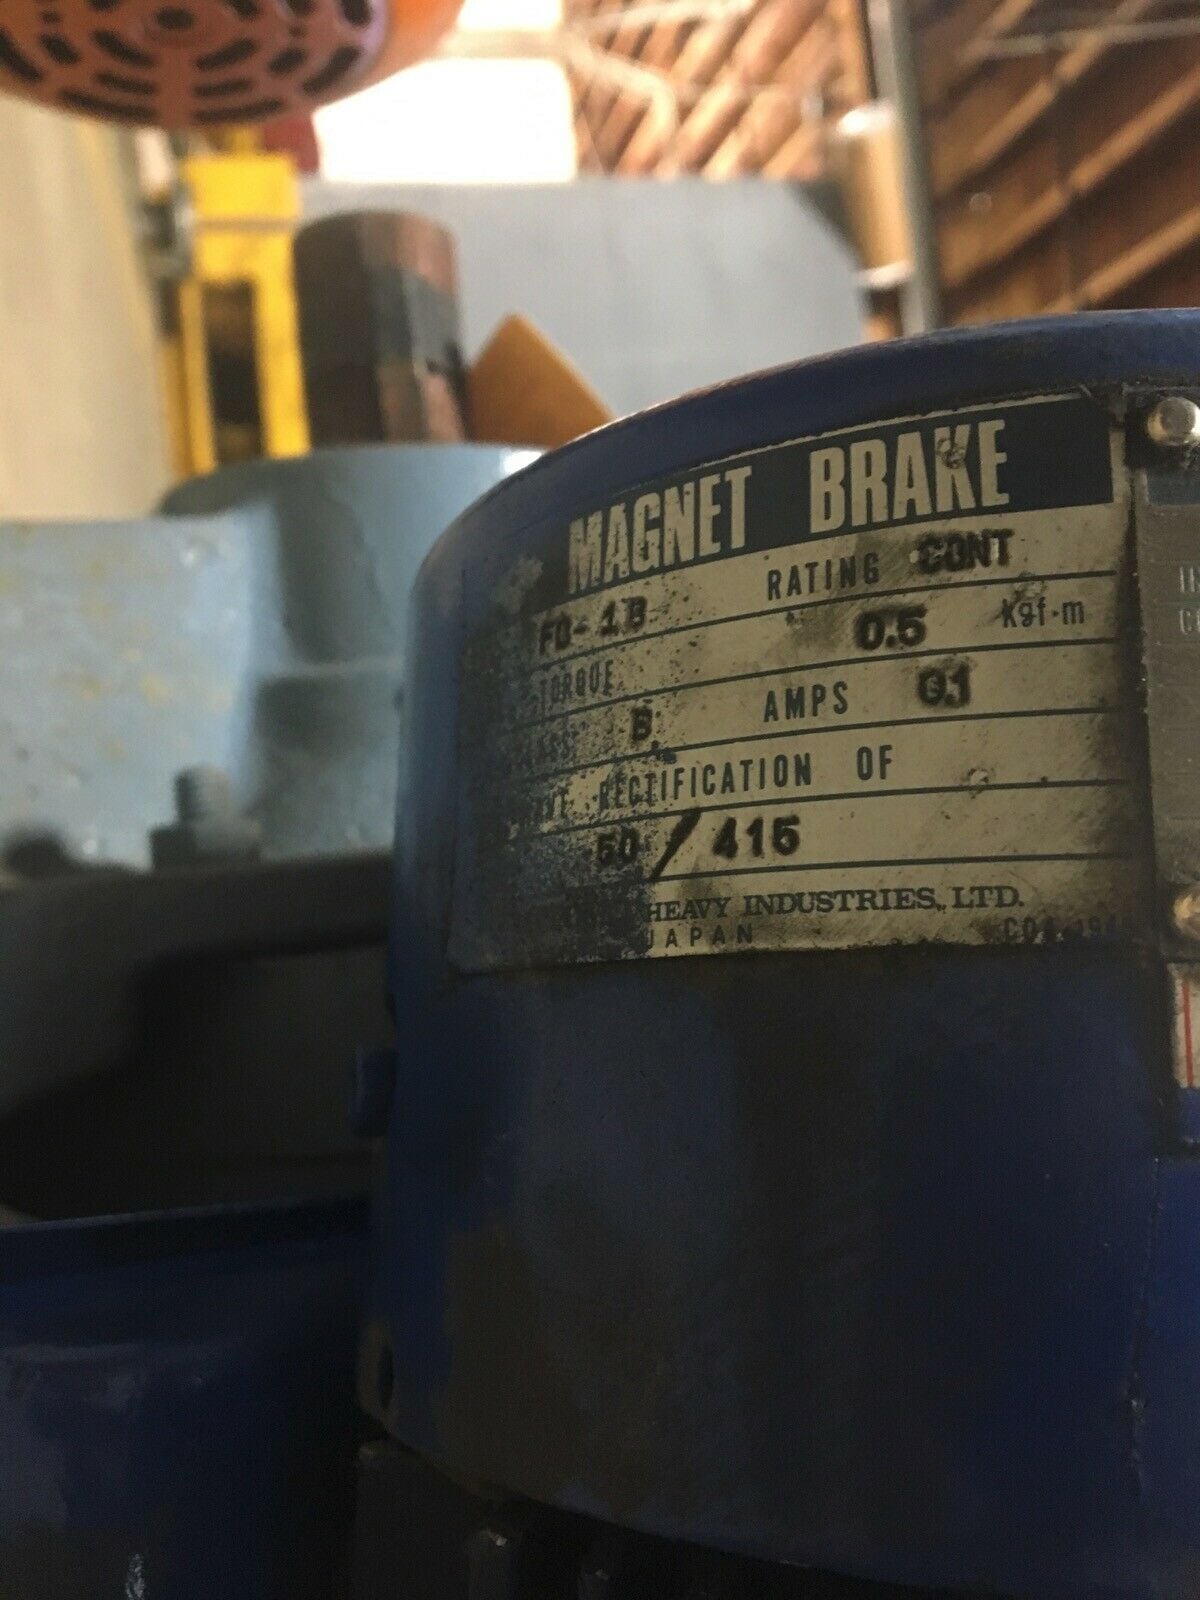 MAGNET BRAKE
FB-1B RATING CONT
TORQUE 0.5 kgf·m
B AMPS 0.1
RECTIFICATION OF
50/415
HEAVY INDUSTRIES, LTD.
JAPAN